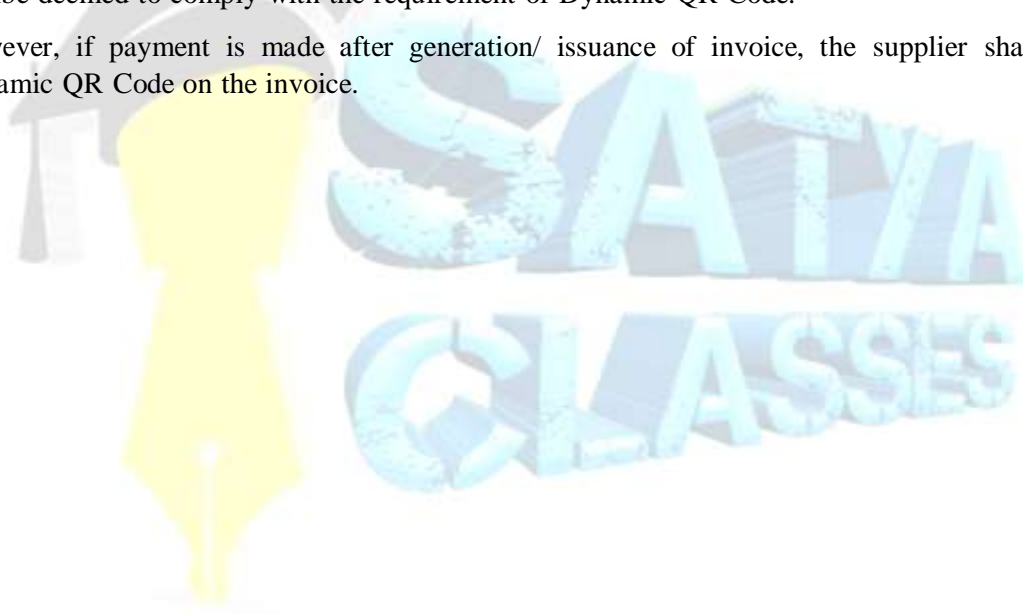 be deemed to comply with the requirement of Dynamic QR Code.
vever, if payment is made after generation/ issuance of invoice, the supplier sha
amic QR Code on the invoice.
SATYA
CLASSES